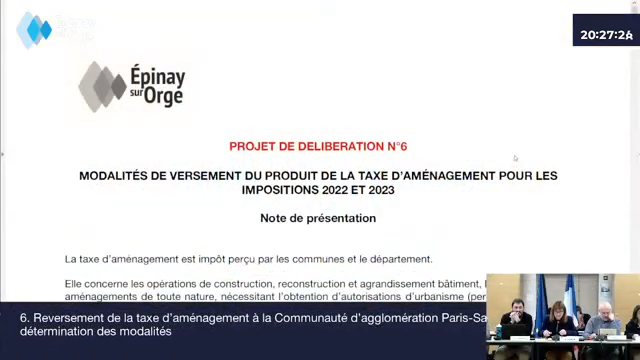 20:27:26
Épinay
sur Orge
PROJET DE DELIBERATION N°6
MODALITÉS DE VERSEMENT DU PRODUIT DE LA TAXE D'AMÉNAGEMENT POUR LES
IMPOSITIONS 2022 ET 2023
Note de présentation
La taxe d'aménagement est impôt perçu par les communes et le département.
Elle concerne les opérations de construction, reconstruction et agrandissement bâtiment,
aménagements de toute nature, nécessitant l'obtention d'autorisations d'urbanisme (per
6. Reversement de la taxe d'aménagement à la Communauté d'agglomération Paris-Sa
détermination des modalités